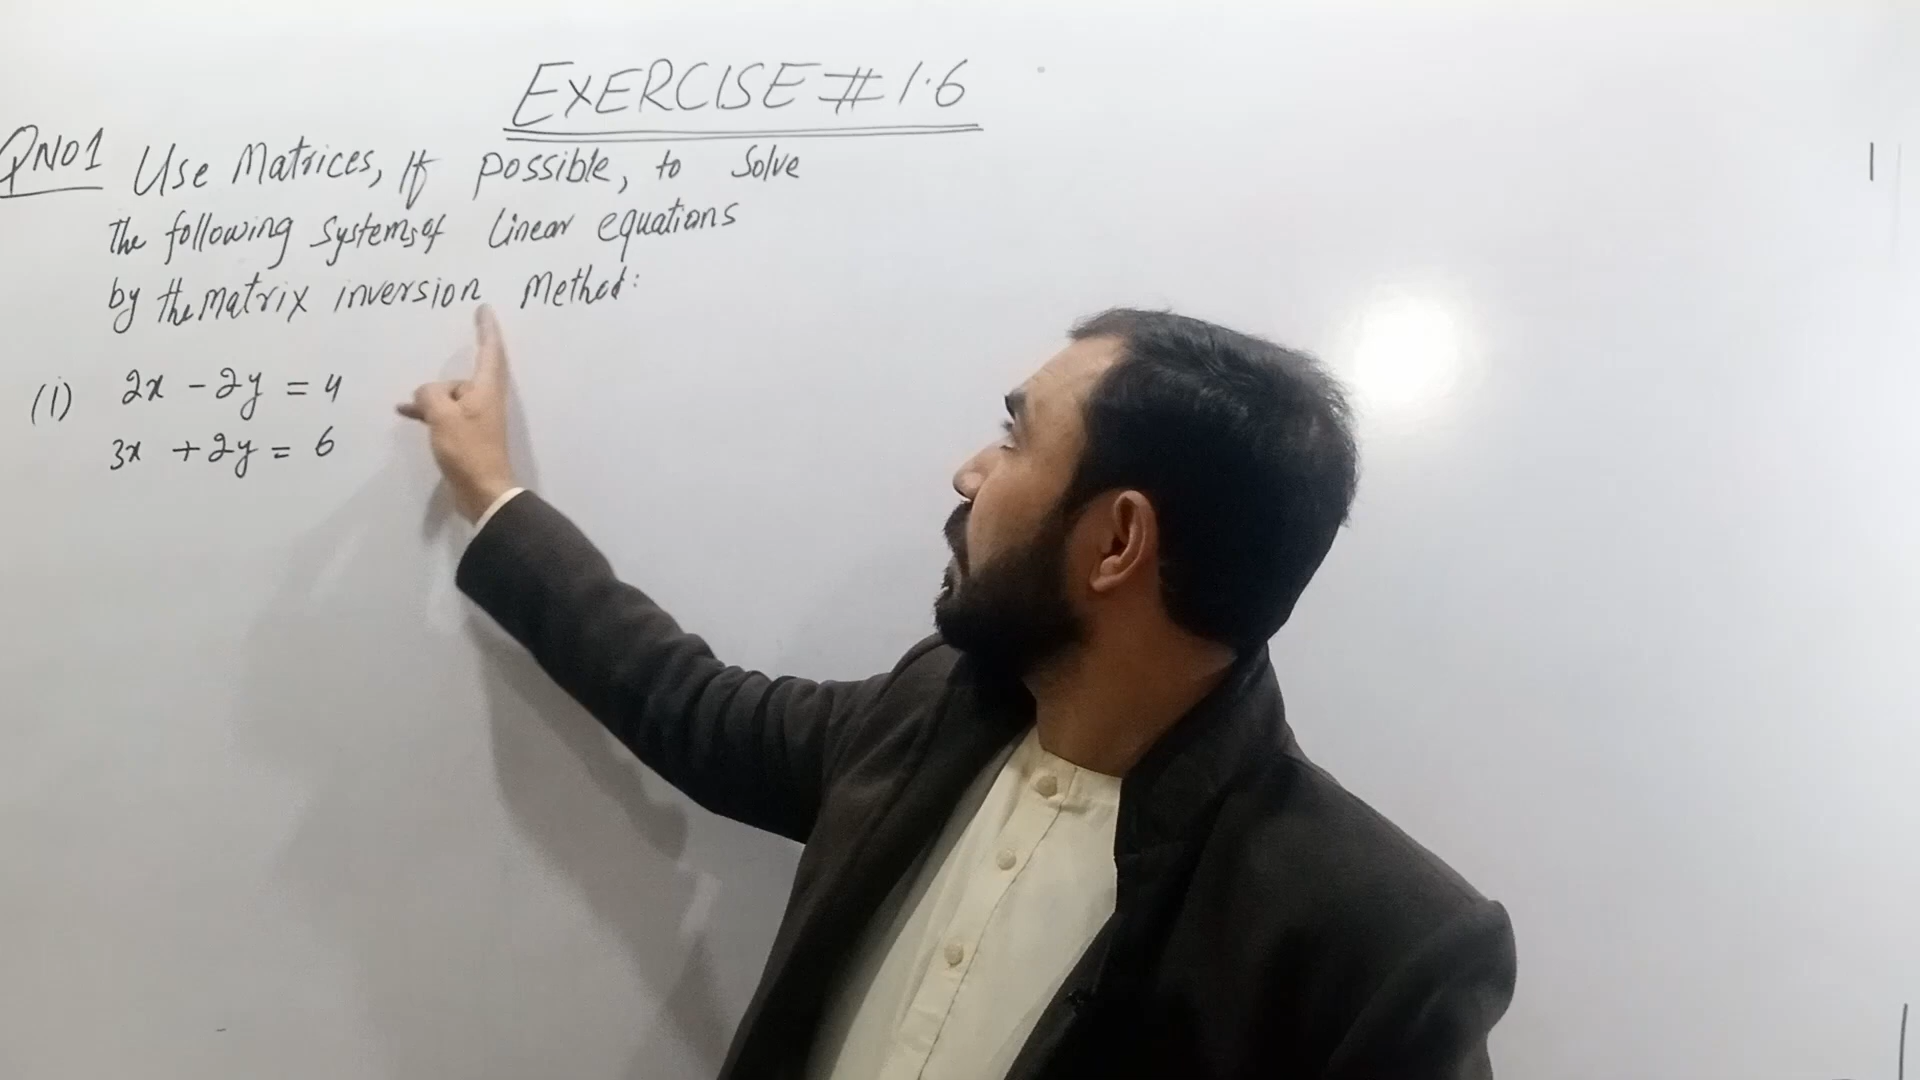 EXERCISE # 1.6
QNO1 Use Matrices, If possible, to Solve
the following systems of linear equations
by the matrix inversion Method:
(i) 2x - 2y = 4
3x + 2y = 6